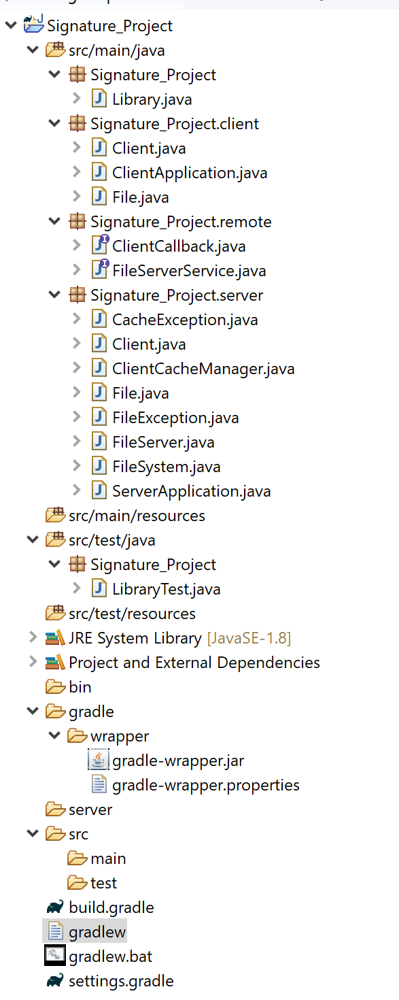 Signature_Project
src/main/java
Signature_Project
Library.java
Signature_Project.client
Client.java
ClientApplication.java
File.java
Signature_Project.remote
ClientCallback.java
FileServerService.java
Signature_Project.server
CacheException.java
Client.java
ClientCacheManager.java
File.java
FileException.java
FileServer.java
FileSystem.java
ServerApplication.java
src/main/resources
src/test/java
Signature_Project
LibraryTest.java
src/test/resources
JRE System Library [JavaSE-1.8]
Project and External Dependencies
bin
gradle
wrapper
gradle-wrapper.jar
gradle-wrapper.properties
server
src
main
test
build.gradle
gradlew
gradlew.bat
settings.gradle